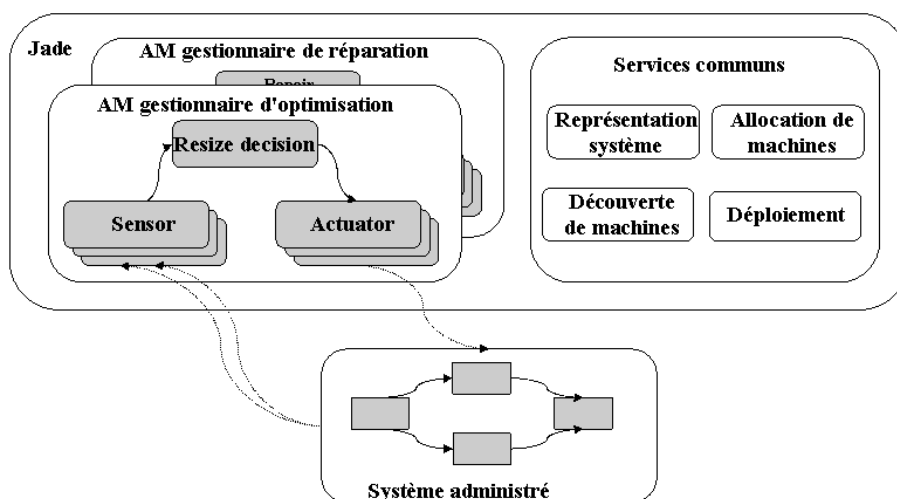 Jade
AM gestionnaire de réparation
AM gestionnaire d'optimisation
Resize decision
Sensor
Actuator
Services communs
Représentation
système
Allocation de
machines
Découverte
de machines
Déploiement
Système administré